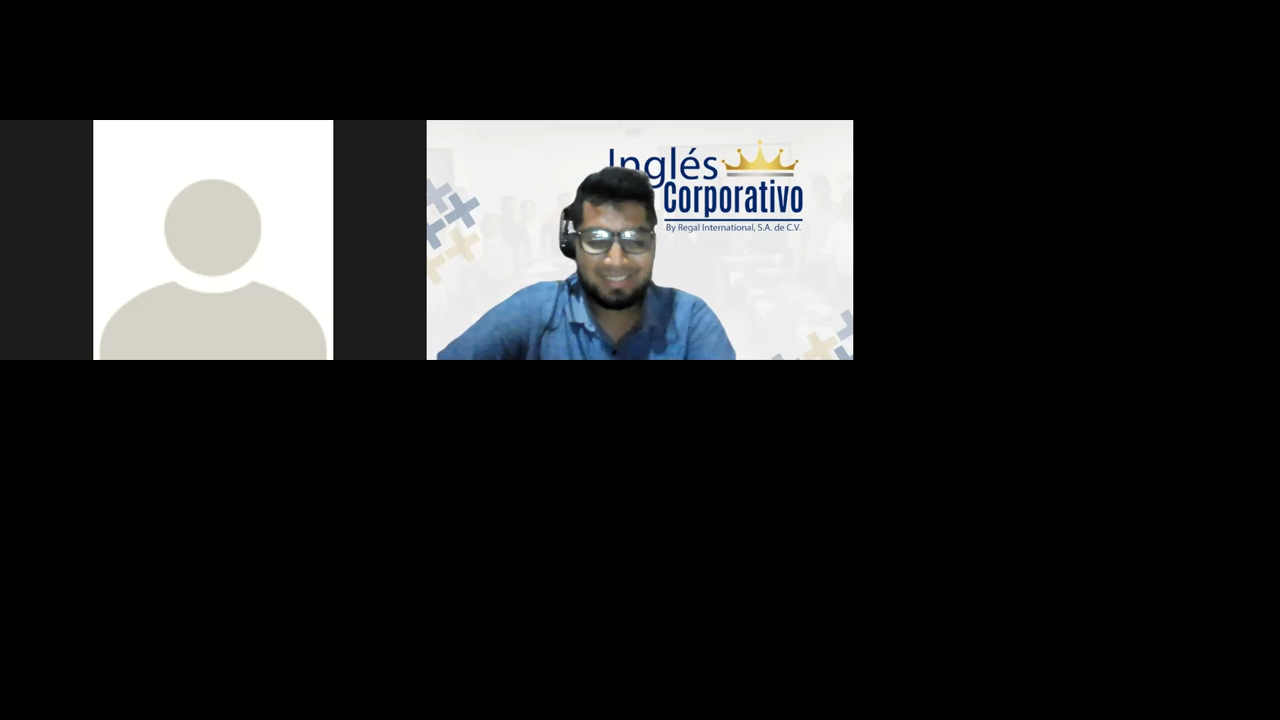 Inglés
Corporativo
By Regal International, S.A. de C.V.